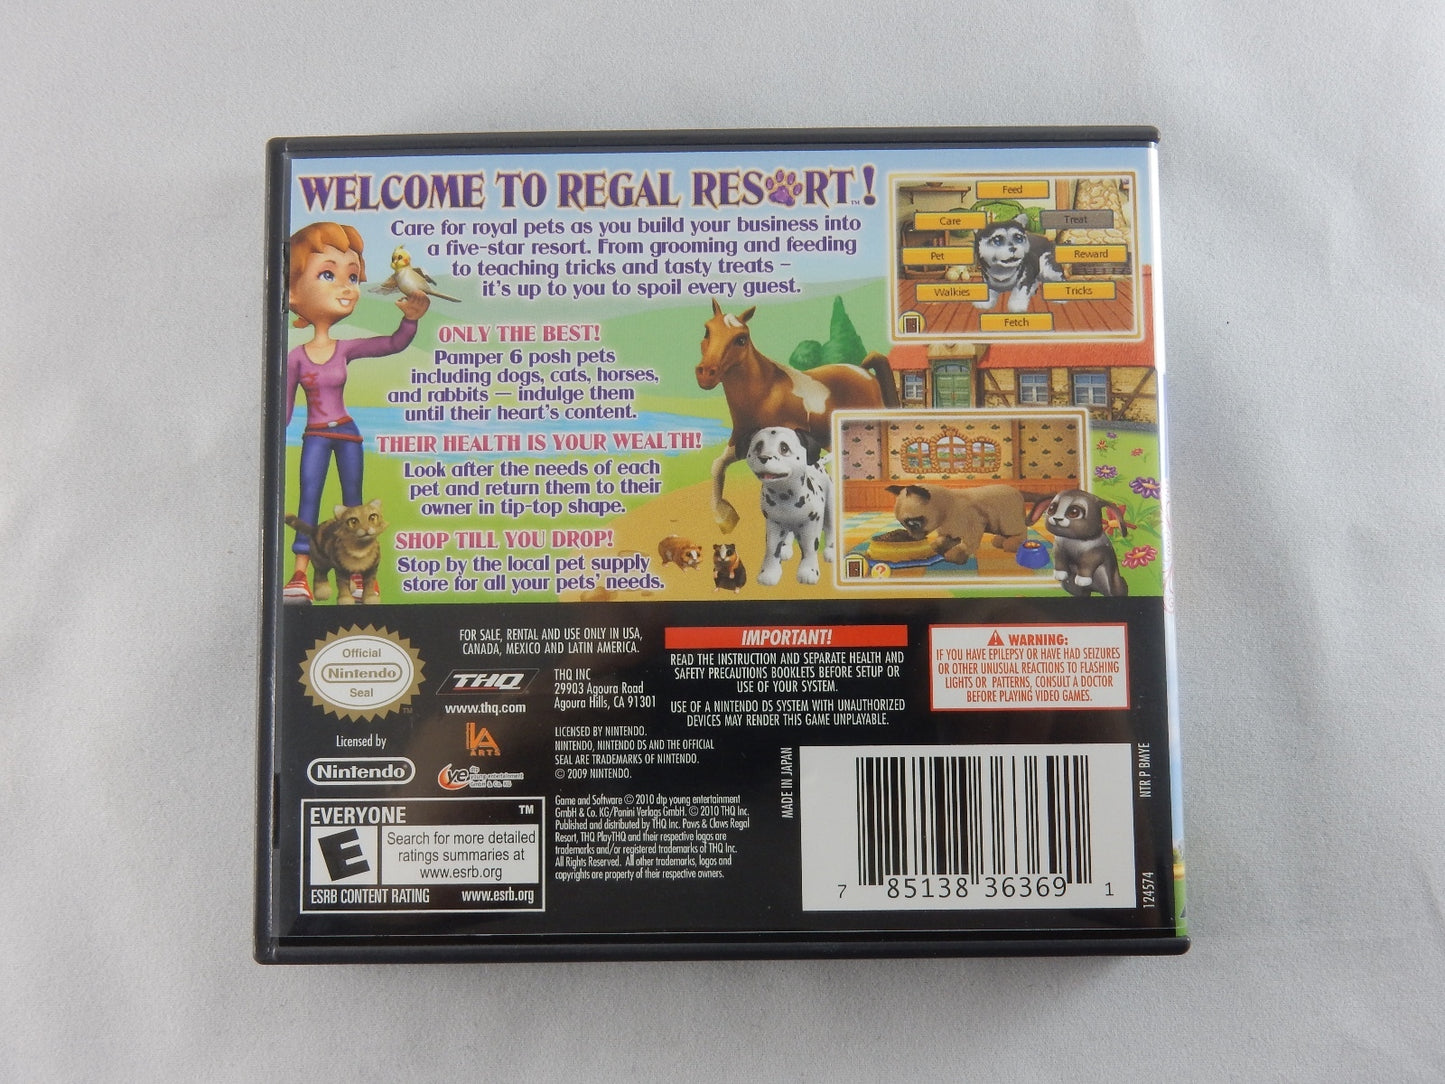 WELCOME TO REGAL RESORT!™
Care for royal pets as you build your business into
a five-star resort. From grooming and feeding
to teaching tricks and tasty treats –
it's up to you to spoil every guest.
ONLY THE BEST!
Pamper 6 posh pets
including dogs, cats, horses,
and rabbits — indulge them
until their heart's content.
THEIR HEALTH IS YOUR WEALTH!
Look after the needs of each
pet and return them to their
owner in tip-top shape.
SHOP TILL YOU DROP!
Stop by the local pet supply
store for all your pets' needs.
Feed
Care
Treat
Pet
Reward
Walkies
Tricks
Fetch
?
Official
Nintendo
Seal
™
Licensed by
Nintendo®
FOR SALE, RENTAL AND USE ONLY IN USA,
CANADA, MEXICO AND LATIN AMERICA.
THQ
www.thq.com
THQ INC
29903 Agoura Road
Agoura Hills, CA 91301
ARTS
ye dtp
young entertainment
GmbH & Co. KG
LICENSED BY NINTENDO.
NINTENDO, NINTENDO DS AND THE OFFICIAL
SEAL ARE TRADEMARKS OF NINTENDO.
© 2009 NINTENDO.
Game and Software © 2010 dtp young entertainment
GmbH & Co. KG/Panini Verlags GmbH. © 2010 THQ Inc.
Published and distributed by THQ Inc. Paws & Claws Regal
Resort, THQ PlayTHQ and their respective logos are
trademarks and/or registered trademarks of THQ Inc.
All Rights Reserved. All other trademarks, logos and
copyrights are property of their respective owners.
IMPORTANT!
READ THE INSTRUCTION AND SEPARATE HEALTH AND
SAFETY PRECAUTIONS BOOKLETS BEFORE SETUP OR
USE OF YOUR SYSTEM.
USE OF A NINTENDO DS SYSTEM WITH UNAUTHORIZED
DEVICES MAY RENDER THIS GAME UNPLAYABLE.
WARNING:
IF YOU HAVE EPILEPSY OR HAVE HAD SEIZURES
OR OTHER UNUSUAL REACTIONS TO FLASHING
LIGHTS OR PATTERNS, CONSULT A DOCTOR
BEFORE PLAYING VIDEO GAMES.
EVERYONE ™
E
Search for more detailed
ratings summaries at
www.esrb.org
ESRB CONTENT RATING www.esrb.org
MADE IN JAPAN
7 85138 36369 1
NTR P BMYE
124574